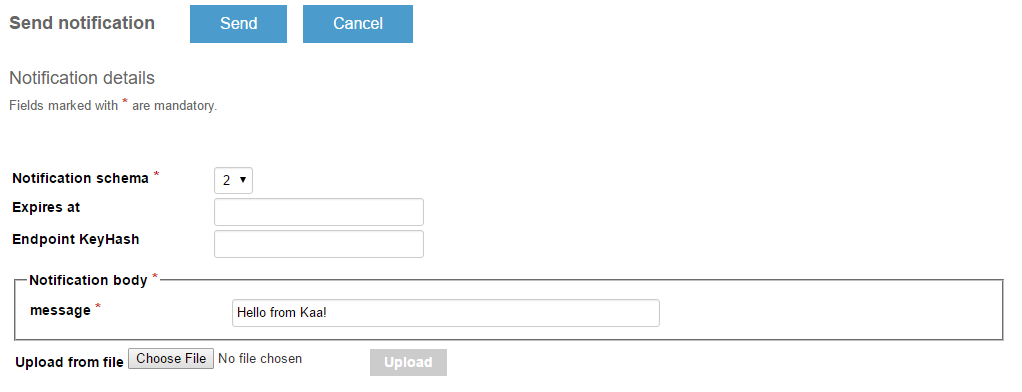 Send notification Send Cancel
Notification details
Fields marked with * are mandatory.
Notification schema * 2
Expires at
Endpoint KeyHash
Notification body *
message * Hello from Kaa!
Upload from file Choose File No file chosen Upload